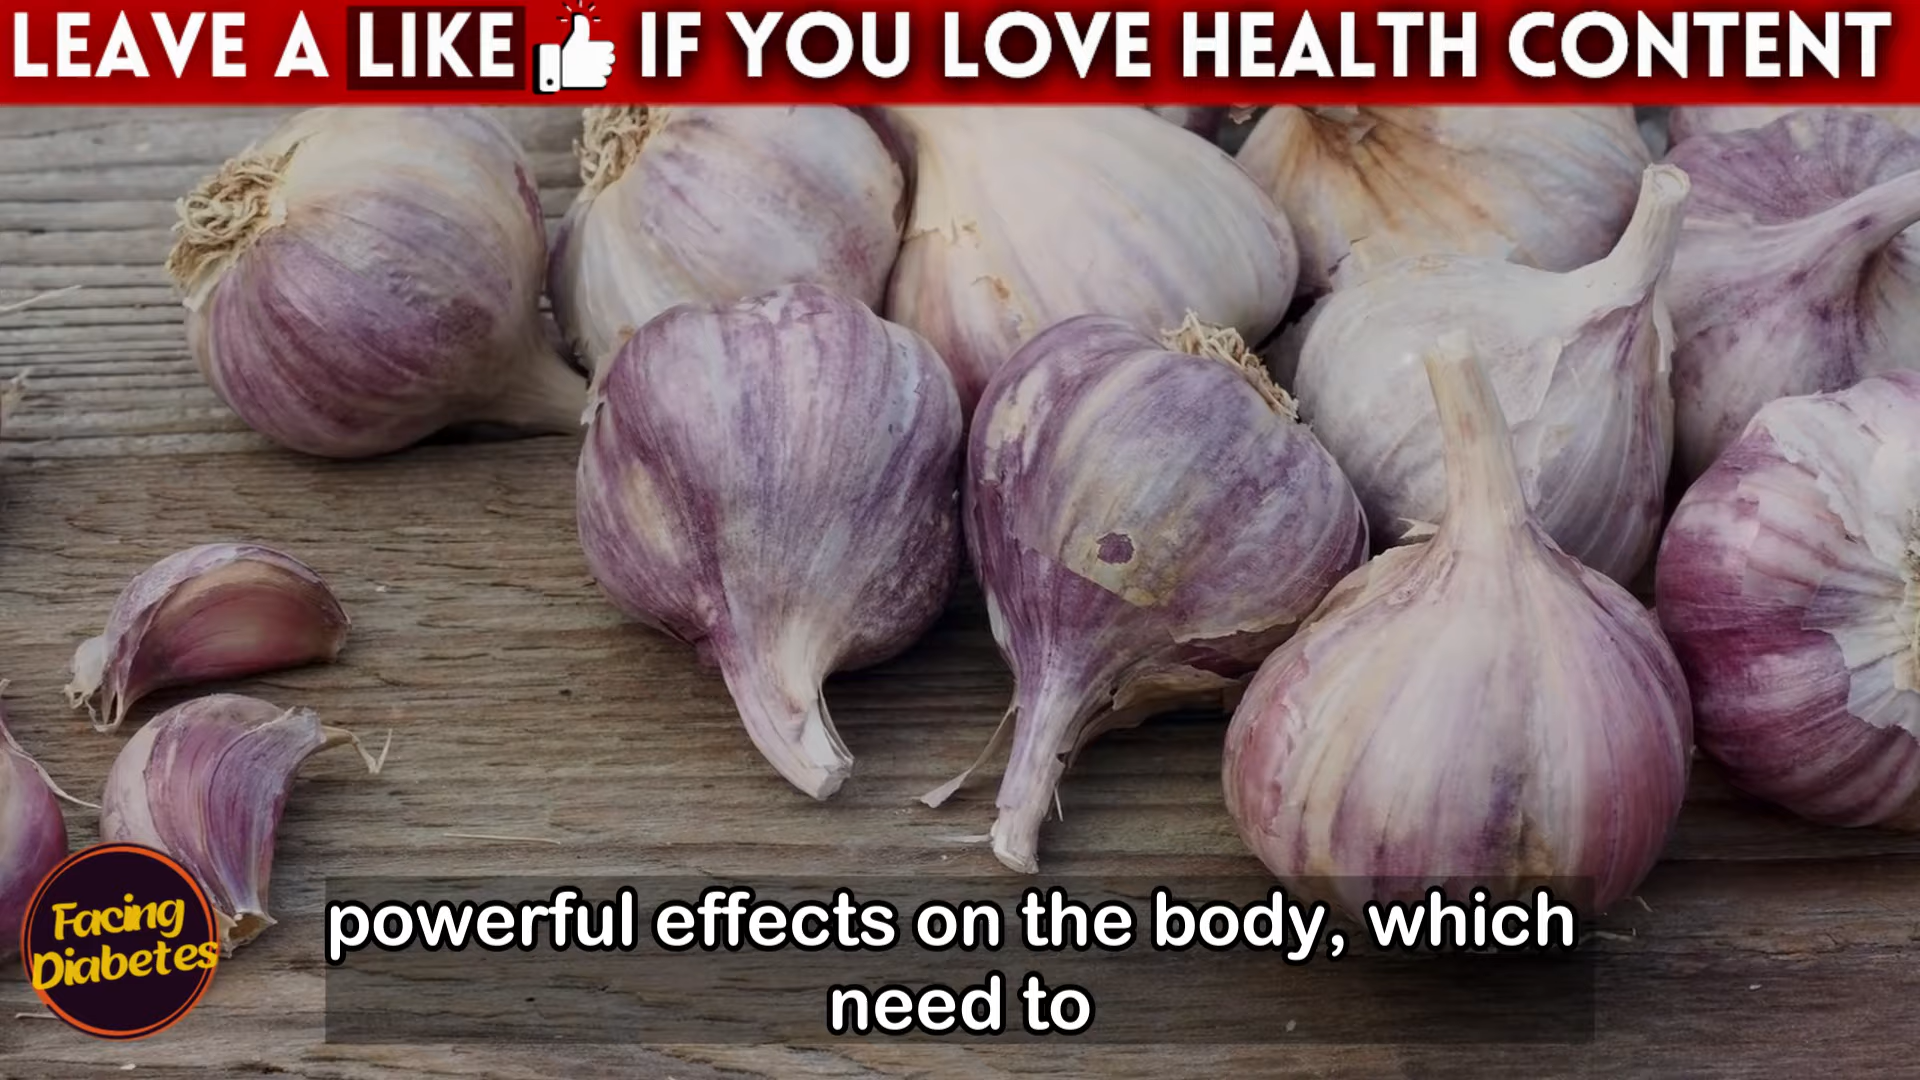 LEAVE A LIKE IF YOU LOVE HEALTH CONTENT
Facing
Diabetes
powerful effects on the body, which
need to